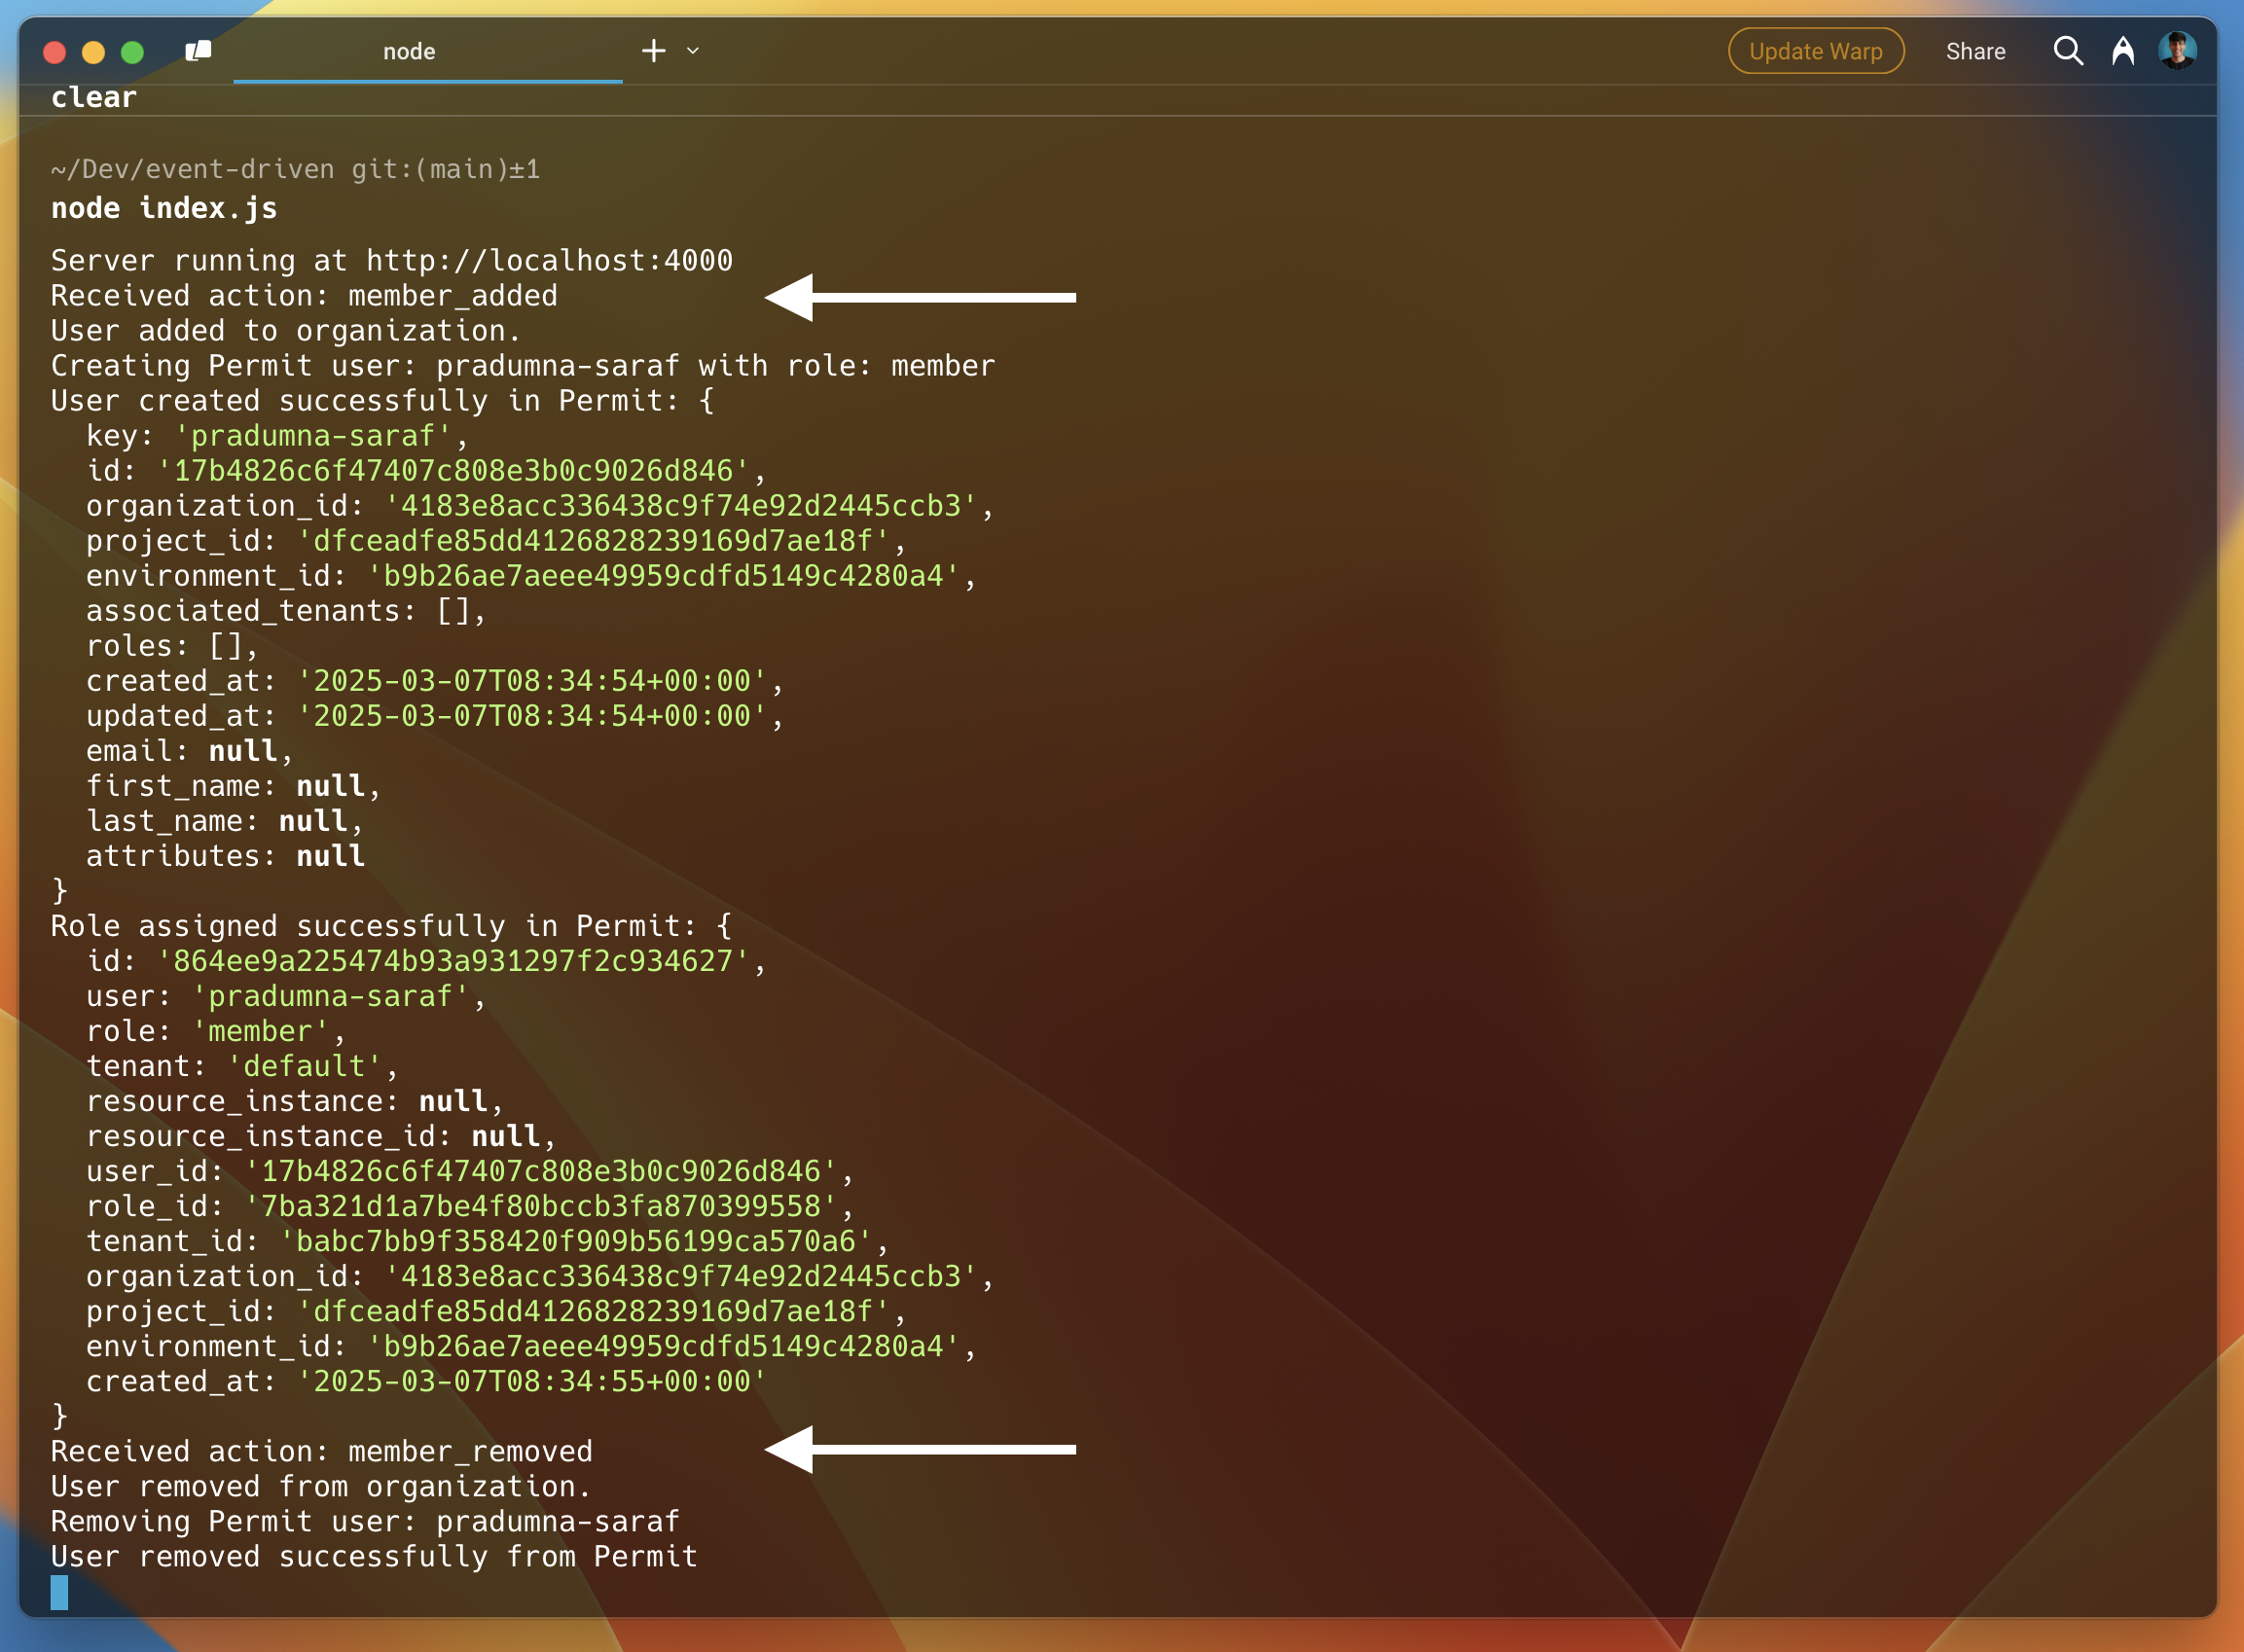 node
Update Warp
Share
clear
~/Dev/event-driven git:(main)±1
node index.js
Server running at http://localhost:4000
Received action: member_added
User added to organization.
Creating Permit user: pradumna-saraf with role: member
User created successfully in Permit: {
  key: 'pradumna-saraf',
  id: '17b4826c6f47407c808e3b0c9026d846',
  organization_id: '4183e8acc336438c9f74e92d2445ccb3',
  project_id: 'dfceadfe85dd4126828239169d7ae18f',
  environment_id: 'b9b26ae7aeee49959cdfd5149c4280a4',
  associated_tenants: [],
  roles: [],
  created_at: '2025-03-07T08:34:54+00:00',
  updated_at: '2025-03-07T08:34:54+00:00',
  email: null,
  first_name: null,
  last_name: null,
  attributes: null
}
Role assigned successfully in Permit: {
  id: '864ee9a225474b93a931297f2c934627',
  user: 'pradumna-saraf',
  role: 'member',
  tenant: 'default',
  resource_instance: null,
  resource_instance_id: null,
  user_id: '17b4826c6f47407c808e3b0c9026d846',
  role_id: '7ba321d1a7be4f80bccb3fa870399558',
  tenant_id: 'babc7bb9f358420f909b56199ca570a6',
  organization_id: '4183e8acc336438c9f74e92d2445ccb3',
  project_id: 'dfceadfe85dd4126828239169d7ae18f',
  environment_id: 'b9b26ae7aeee49959cdfd5149c4280a4',
  created_at: '2025-03-07T08:34:55+00:00'
}
Received action: member_removed
User removed from organization.
Removing Permit user: pradumna-saraf
User removed successfully from Permit